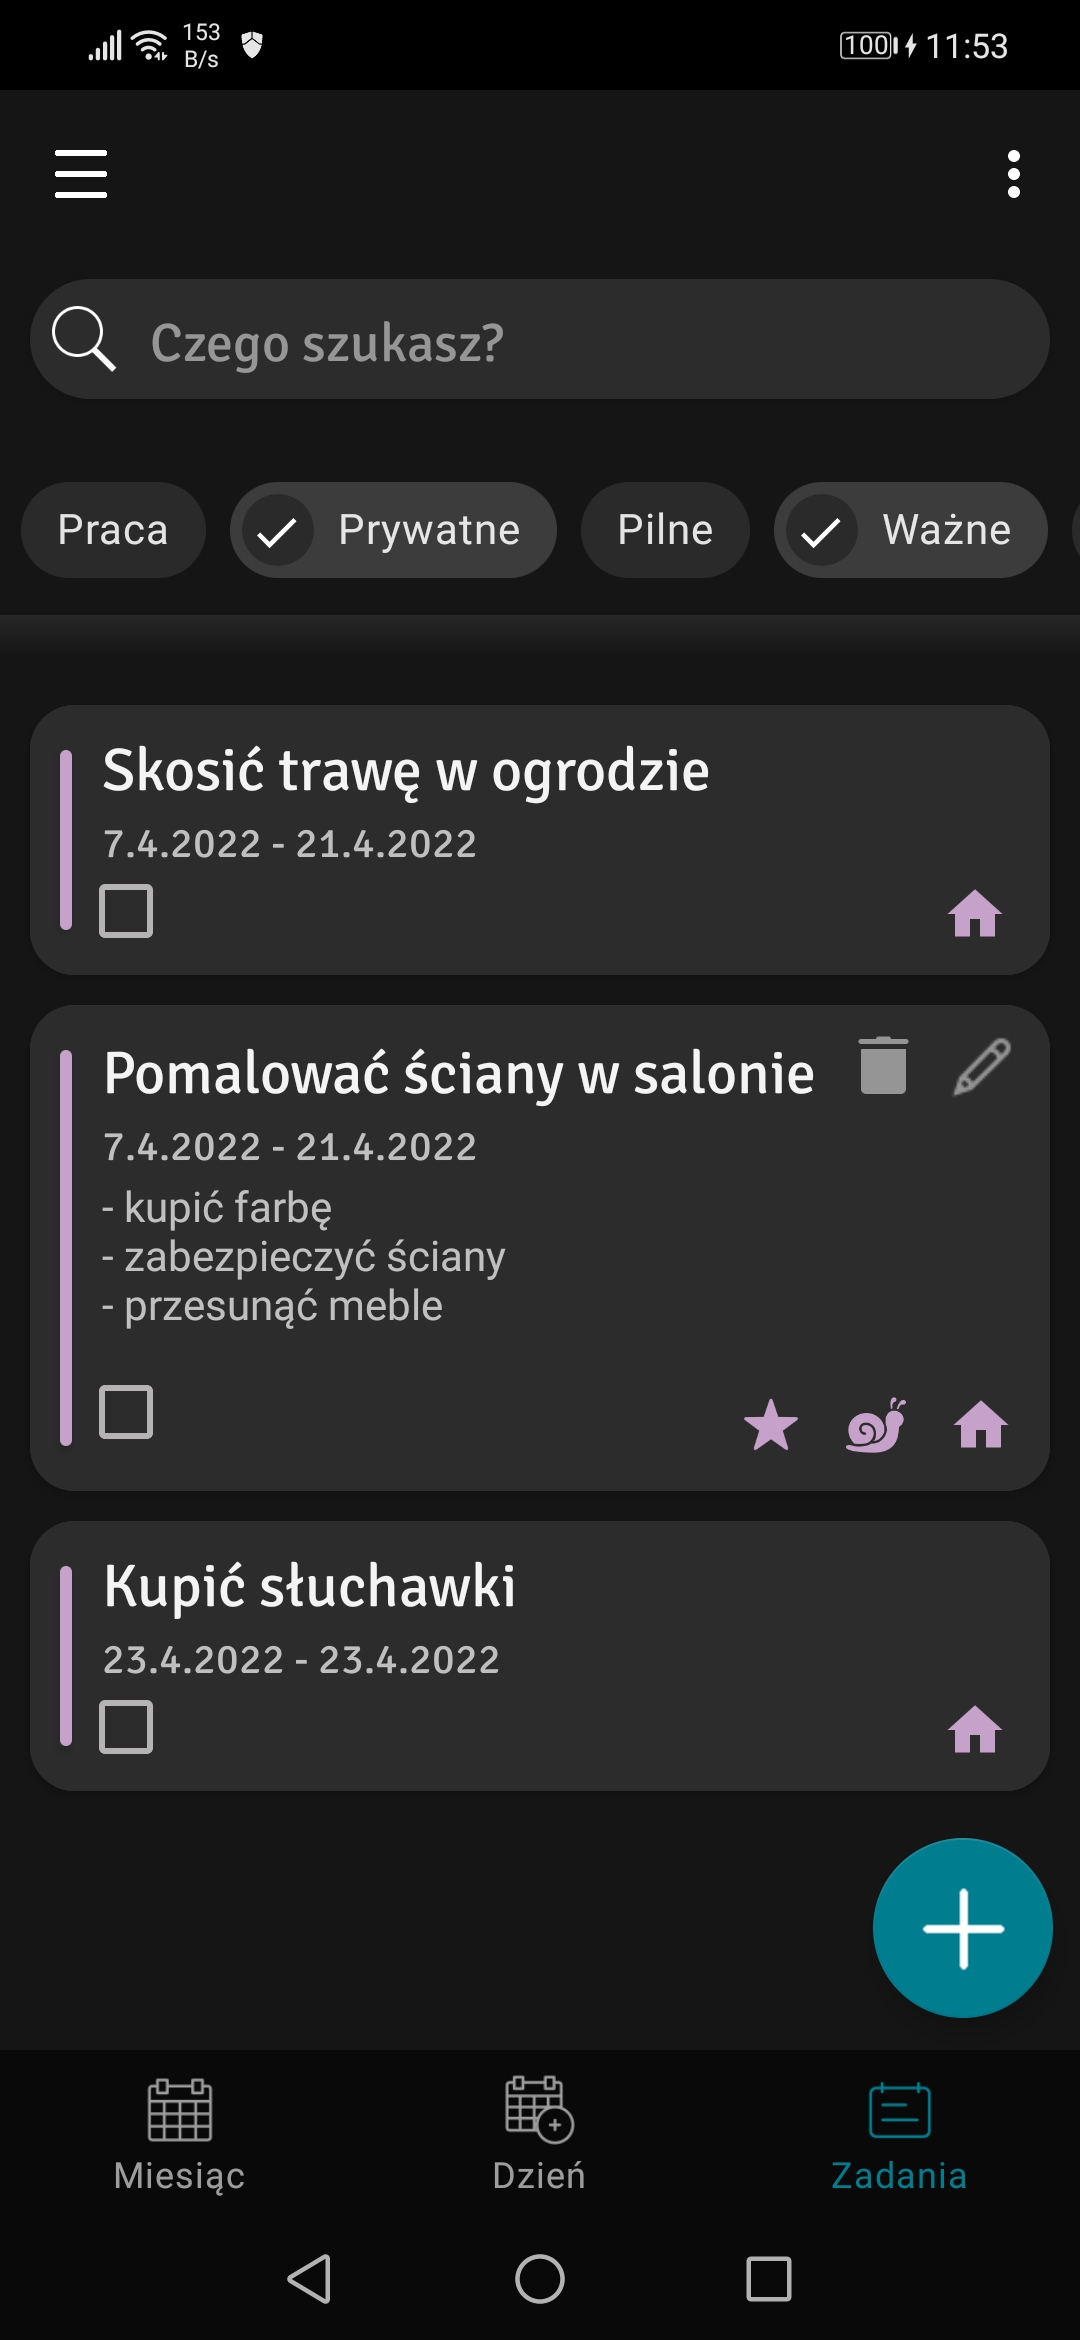 153
B/s
100
11:53
Czego szukasz?
Praca
Prywatne
Pilne
Ważne
Skosić trawę w ogrodzie
7.4.2022 - 21.4.2022
Pomalować ściany w salonie
7.4.2022 - 21.4.2022
- kupić farbę
- zabezpieczyć ściany
- przesunąć meble
Kupić słuchawki
23.4.2022 - 23.4.2022
Miesiąc
Dzień
Zadania